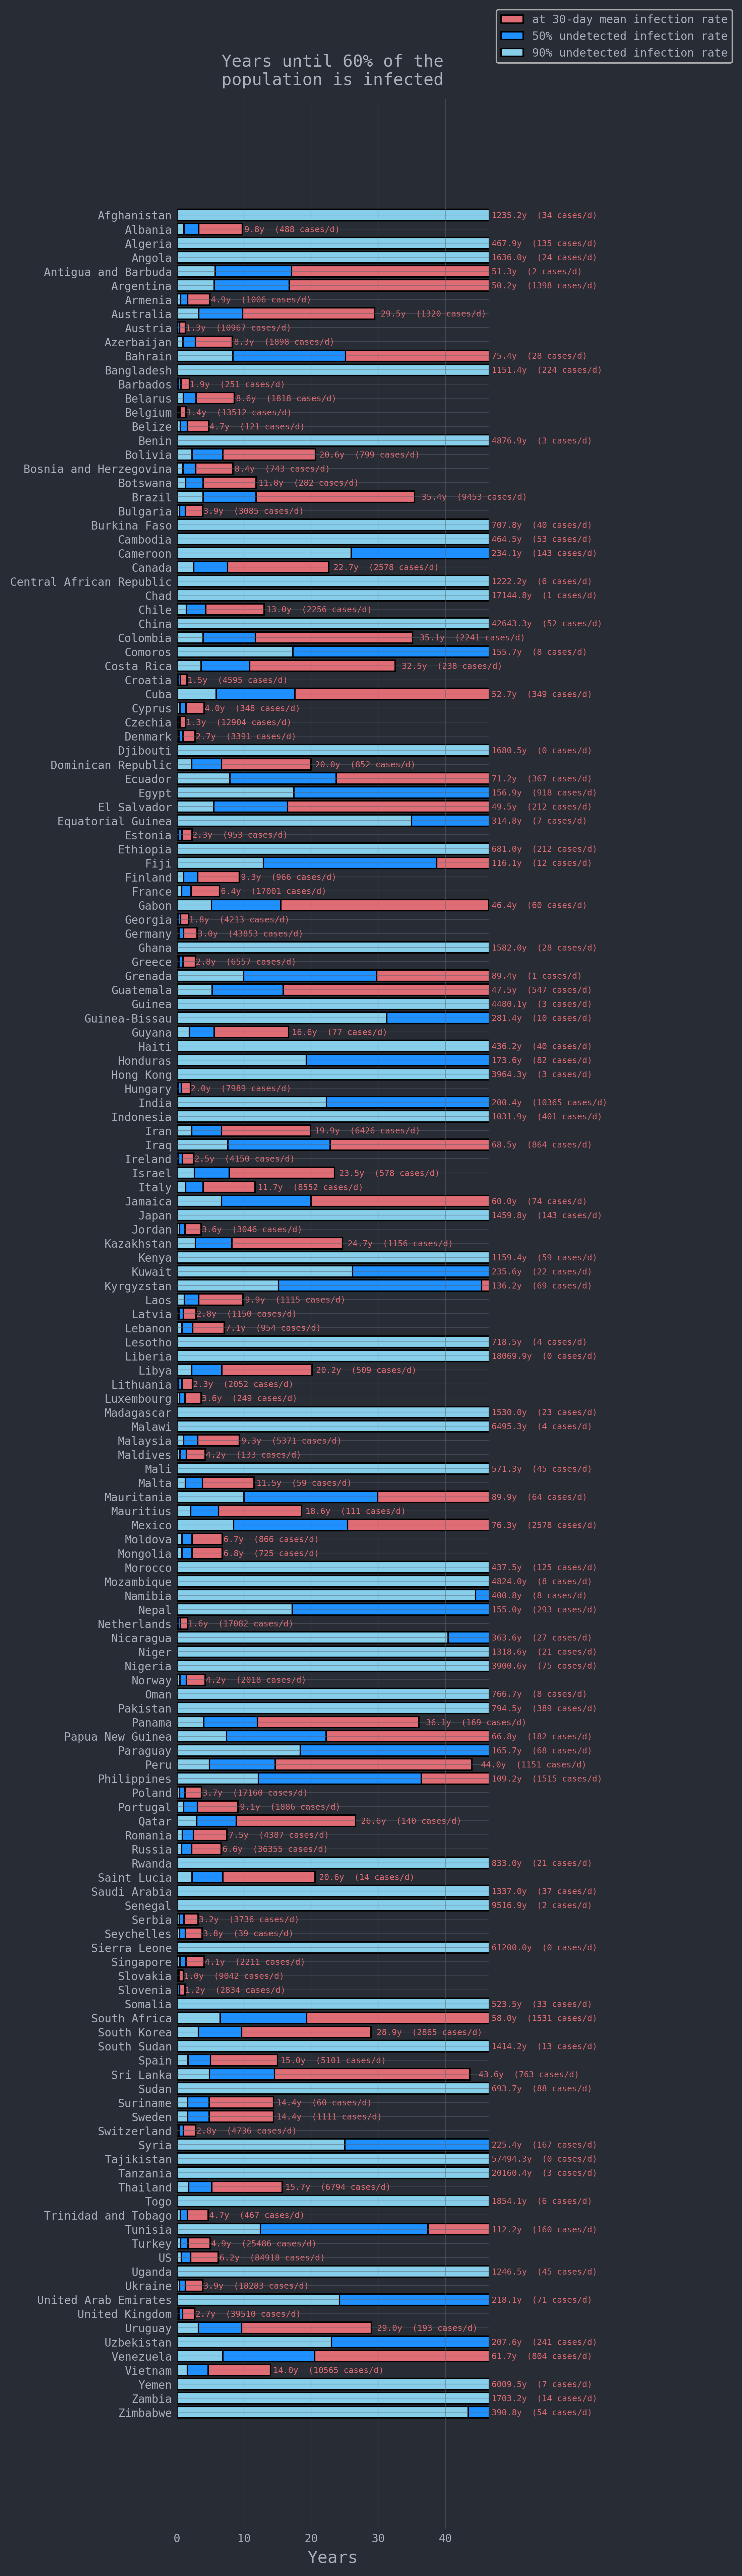 at 30-day mean infection rate
50% undetected infection rate
90% undetected infection rate
Years until 60% of the
population is infected
Afghanistan 1235.2y (34 cases/d)
Albania 9.8y (488 cases/d)
Algeria 467.9y (135 cases/d)
Angola 1636.0y (24 cases/d)
Antigua and Barbuda 51.3y (2 cases/d)
Argentina 50.2y (1398 cases/d)
Armenia 4.9y (1006 cases/d)
Australia 29.5y (1320 cases/d)
Austria 1.3y (10967 cases/d)
Azerbaijan 8.3y (1898 cases/d)
Bahrain 75.4y (28 cases/d)
Bangladesh 1151.4y (224 cases/d)
Barbados 1.9y (251 cases/d)
Belarus 8.6y (1818 cases/d)
Belgium 1.4y (13512 cases/d)
Belize 4.7y (121 cases/d)
Benin 4876.9y (3 cases/d)
Bolivia 20.6y (799 cases/d)
Bosnia and Herzegovina 8.4y (743 cases/d)
Botswana 11.8y (282 cases/d)
Brazil 35.4y (9453 cases/d)
Bulgaria 3.9y (3085 cases/d)
Burkina Faso 707.8y (40 cases/d)
Cambodia 464.5y (53 cases/d)
Cameroon 234.1y (143 cases/d)
Canada 22.7y (2578 cases/d)
Central African Republic 1222.2y (6 cases/d)
Chad 17144.8y (1 cases/d)
Chile 13.0y (2256 cases/d)
China 42643.3y (52 cases/d)
Colombia 35.1y (2241 cases/d)
Comoros 155.7y (8 cases/d)
Costa Rica 32.5y (238 cases/d)
Croatia 1.5y (4595 cases/d)
Cuba 52.7y (349 cases/d)
Cyprus 4.0y (348 cases/d)
Czechia 1.3y (12904 cases/d)
Denmark 2.7y (3391 cases/d)
Djibouti 1680.5y (0 cases/d)
Dominican Republic 20.0y (852 cases/d)
Ecuador 71.2y (367 cases/d)
Egypt 156.9y (918 cases/d)
El Salvador 49.5y (212 cases/d)
Equatorial Guinea 314.8y (7 cases/d)
Estonia 2.3y (953 cases/d)
Ethiopia 681.0y (212 cases/d)
Fiji 116.1y (12 cases/d)
Finland 9.3y (966 cases/d)
France 6.4y (17001 cases/d)
Gabon 46.4y (60 cases/d)
Georgia 1.8y (4213 cases/d)
Germany 3.0y (43853 cases/d)
Ghana 1582.0y (28 cases/d)
Greece 2.8y (6557 cases/d)
Grenada 89.4y (1 cases/d)
Guatemala 47.5y (547 cases/d)
Guinea 4480.1y (3 cases/d)
Guinea-Bissau 281.4y (10 cases/d)
Guyana 16.6y (77 cases/d)
Haiti 436.2y (40 cases/d)
Honduras 173.6y (82 cases/d)
Hong Kong 3964.3y (3 cases/d)
Hungary 2.0y (7989 cases/d)
India 200.4y (10365 cases/d)
Indonesia 1031.9y (401 cases/d)
Iran 19.9y (6426 cases/d)
Iraq 68.5y (864 cases/d)
Ireland 2.5y (4150 cases/d)
Israel 23.5y (578 cases/d)
Italy 11.7y (8552 cases/d)
Jamaica 60.0y (74 cases/d)
Japan 1459.8y (143 cases/d)
Jordan 3.6y (3046 cases/d)
Kazakhstan 24.7y (1156 cases/d)
Kenya 1159.4y (59 cases/d)
Kuwait 235.6y (22 cases/d)
Kyrgyzstan 136.2y (69 cases/d)
Laos 9.9y (1115 cases/d)
Latvia 2.8y (1150 cases/d)
Lebanon 7.1y (954 cases/d)
Lesotho 718.5y (4 cases/d)
Liberia 18069.9y (0 cases/d)
Libya 20.2y (509 cases/d)
Lithuania 2.3y (2052 cases/d)
Luxembourg 3.6y (249 cases/d)
Madagascar 1530.0y (23 cases/d)
Malawi 6495.3y (4 cases/d)
Malaysia 9.3y (5371 cases/d)
Maldives 4.2y (133 cases/d)
Mali 571.3y (45 cases/d)
Malta 11.5y (59 cases/d)
Mauritania 89.9y (64 cases/d)
Mauritius 18.6y (111 cases/d)
Mexico 76.3y (2578 cases/d)
Moldova 6.7y (866 cases/d)
Mongolia 6.8y (725 cases/d)
Morocco 437.5y (125 cases/d)
Mozambique 4824.0y (8 cases/d)
Namibia 400.8y (8 cases/d)
Nepal 155.0y (293 cases/d)
Netherlands 1.6y (17082 cases/d)
Nicaragua 363.6y (27 cases/d)
Niger 1318.6y (21 cases/d)
Nigeria 3900.6y (75 cases/d)
Norway 4.2y (2018 cases/d)
Oman 766.7y (8 cases/d)
Pakistan 794.5y (389 cases/d)
Panama 36.1y (169 cases/d)
Papua New Guinea 66.8y (182 cases/d)
Paraguay 165.7y (68 cases/d)
Peru 44.0y (1151 cases/d)
Philippines 109.2y (1515 cases/d)
Poland 3.7y (17160 cases/d)
Portugal 9.1y (1886 cases/d)
Qatar 26.6y (140 cases/d)
Romania 7.5y (4387 cases/d)
Russia 6.6y (36355 cases/d)
Rwanda 833.0y (21 cases/d)
Saint Lucia 20.6y (14 cases/d)
Saudi Arabia 1337.0y (37 cases/d)
Senegal 9516.9y (2 cases/d)
Serbia 3.2y (3736 cases/d)
Seychelles 3.8y (39 cases/d)
Sierra Leone 61200.0y (0 cases/d)
Singapore 4.1y (2211 cases/d)
Slovakia 1.0y (9042 cases/d)
Slovenia 1.2y (2834 cases/d)
Somalia 523.5y (33 cases/d)
South Africa 58.0y (1531 cases/d)
South Korea 28.9y (2865 cases/d)
South Sudan 1414.2y (13 cases/d)
Spain 15.0y (5101 cases/d)
Sri Lanka 43.6y (763 cases/d)
Sudan 693.7y (88 cases/d)
Suriname 14.4y (60 cases/d)
Sweden 14.4y (1111 cases/d)
Switzerland 2.8y (4736 cases/d)
Syria 225.4y (167 cases/d)
Tajikistan 57494.3y (0 cases/d)
Tanzania 20160.4y (3 cases/d)
Thailand 15.7y (6794 cases/d)
Togo 1854.1y (6 cases/d)
Trinidad and Tobago 4.7y (467 cases/d)
Tunisia 112.2y (160 cases/d)
Turkey 4.9y (25486 cases/d)
US 6.2y (84918 cases/d)
Uganda 1246.5y (45 cases/d)
Ukraine 3.9y (18283 cases/d)
United Arab Emirates 218.1y (71 cases/d)
United Kingdom 2.7y (39510 cases/d)
Uruguay 29.0y (193 cases/d)
Uzbekistan 207.6y (241 cases/d)
Venezuela 61.7y (804 cases/d)
Vietnam 14.0y (10565 cases/d)
Yemen 6009.5y (7 cases/d)
Zambia 1703.2y (14 cases/d)
Zimbabwe 390.8y (54 cases/d)
0 10 20 30 40
Years